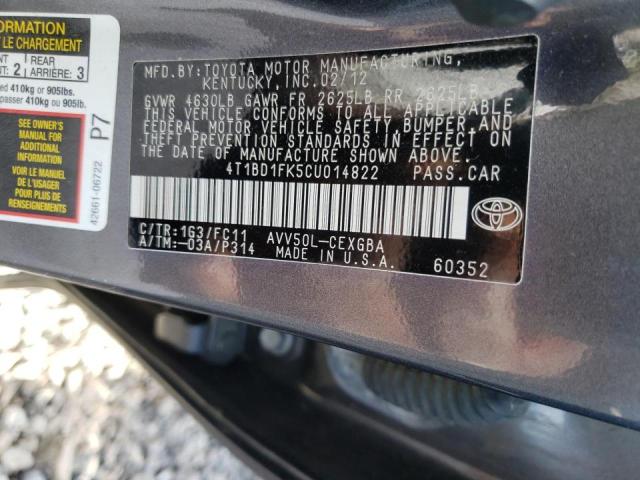 ORMATION
LE CHARGEMENT
NT REAR
NT: 2 ARRIÈRE: 3
ed 410kg or 905lbs.
passer 410kg ou 905lb.
SEE OWNER'S
MANUAL FOR
ADDITIONAL
INFORMATION
VOIR LE MANUEL
DE L'USAGER
POUR PLUS DE
RENSEIGNEMENTS
P7
42661-06722
MFD. BY: TOYOTA MOTOR MANUFACTURING,
KENTUCKY, INC. 02/12
GVWR 4630LB GAWR FR 2625LB RR 2625LB
THIS VEHICLE CONFORMS TO ALL APPLICABLE
FEDERAL MOTOR VEHICLE SAFETY, BUMPER, AND
THEFT PREVENTION STANDARDS IN EFFECT ON
THE DATE OF MANUFACTURE SHOWN ABOVE.
4T1BD1FK5CU014822 PASS.CAR
C/TR: 1G3/FC11 AVV50L-CEXGBA
A/TM: -03A/P314 MADE IN U.S.A.
60352